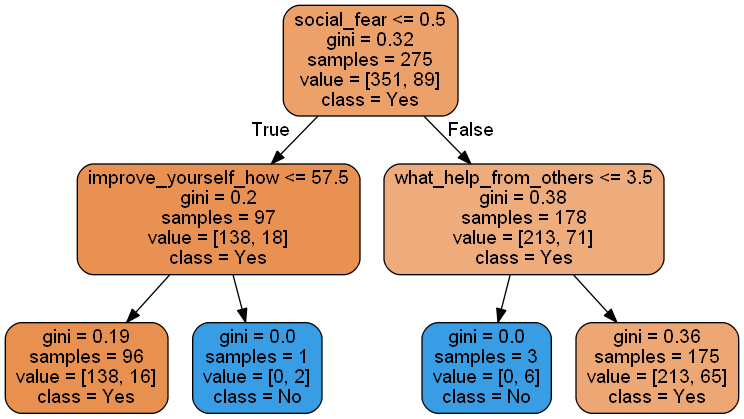 social_fear <= 0.5
gini = 0.32
samples = 275
value = [351, 89]
class = Yes
True
False
improve_yourself_how <= 57.5
gini = 0.2
samples = 97
value = [138, 18]
class = Yes
what_help_from_others <= 3.5
gini = 0.38
samples = 178
value = [213, 71]
class = Yes
gini = 0.19
samples = 96
value = [138, 16]
class = Yes
gini = 0.0
samples = 1
value = [0, 2]
class = No
gini = 0.0
samples = 3
value = [0, 6]
class = No
gini = 0.36
samples = 175
value = [213, 65]
class = Yes